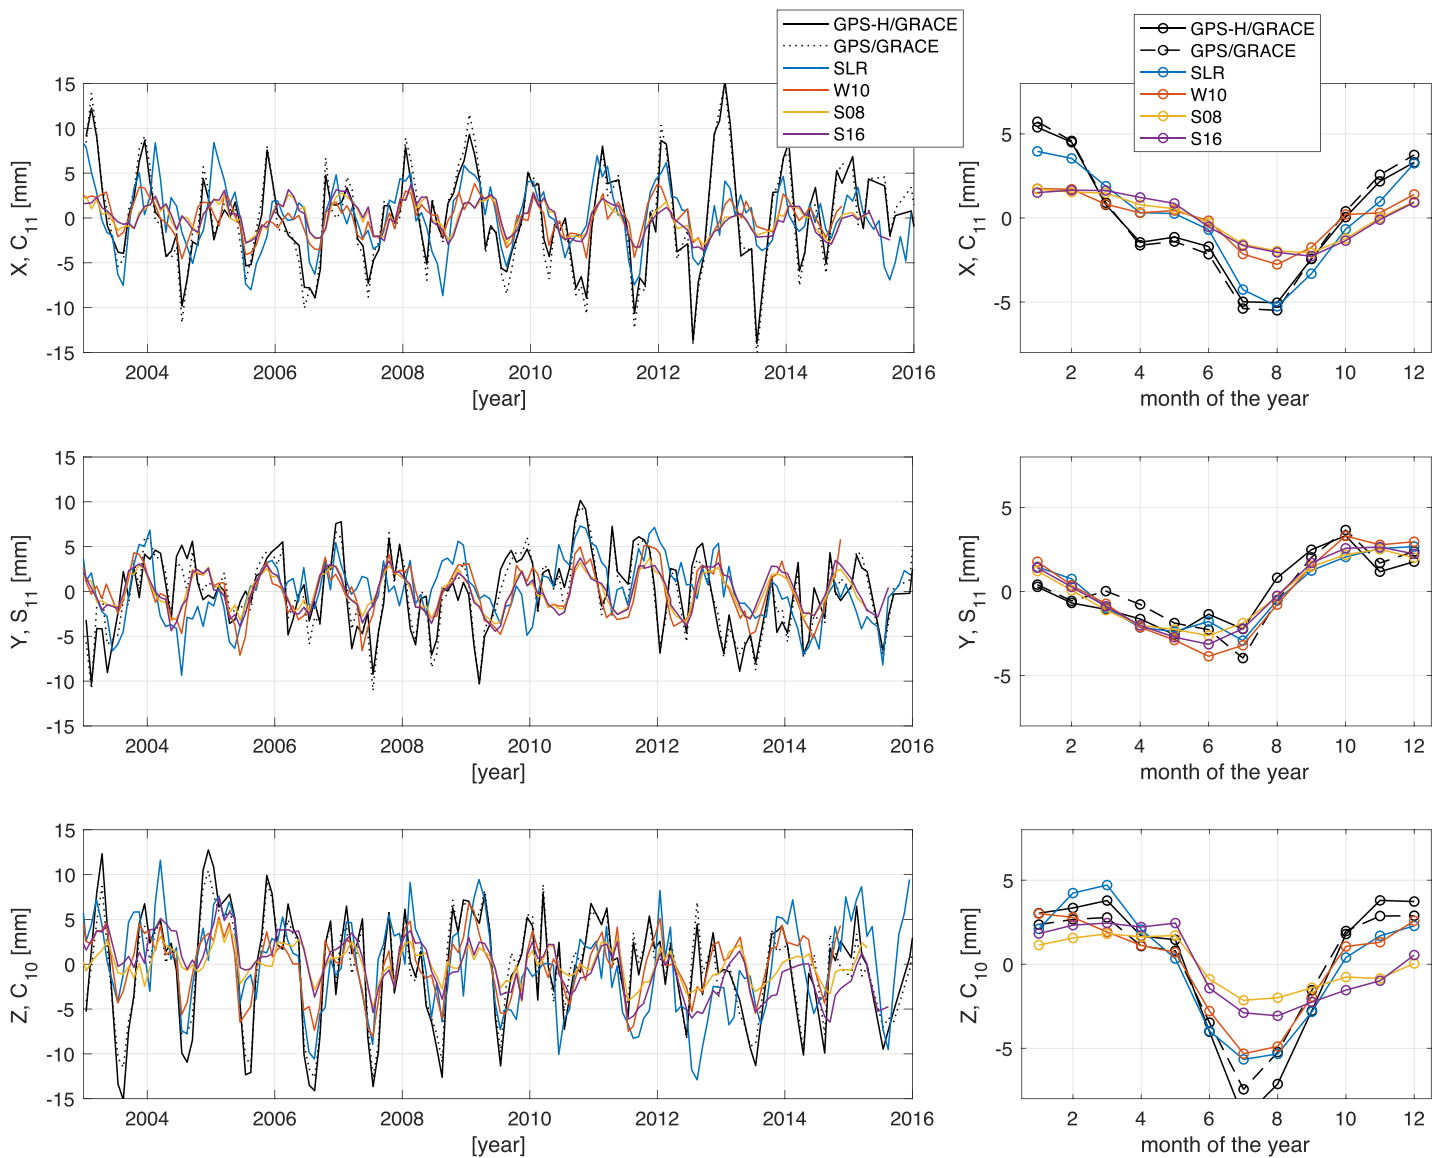 GPS-H/GRACE
GPS/GRACE
SLR
W10
S08
S16
GPS-H/GRACE
GPS/GRACE
SLR
W10
S08
S16
X, C11 [mm]
15
10
5
0
-5
-10
-15
2004 2006 2008 2010 2012 2014 2016
[year]
X, C11 [mm]
5
0
-5
2 4 6 8 10 12
month of the year
Y, S11 [mm]
15
10
5
0
-5
-10
-15
2004 2006 2008 2010 2012 2014 2016
[year]
Y, S11 [mm]
5
0
-5
2 4 6 8 10 12
month of the year
Z, C10 [mm]
15
10
5
0
-5
-10
-15
2004 2006 2008 2010 2012 2014 2016
[year]
Z, C10 [mm]
5
0
-5
2 4 6 8 10 12
month of the year